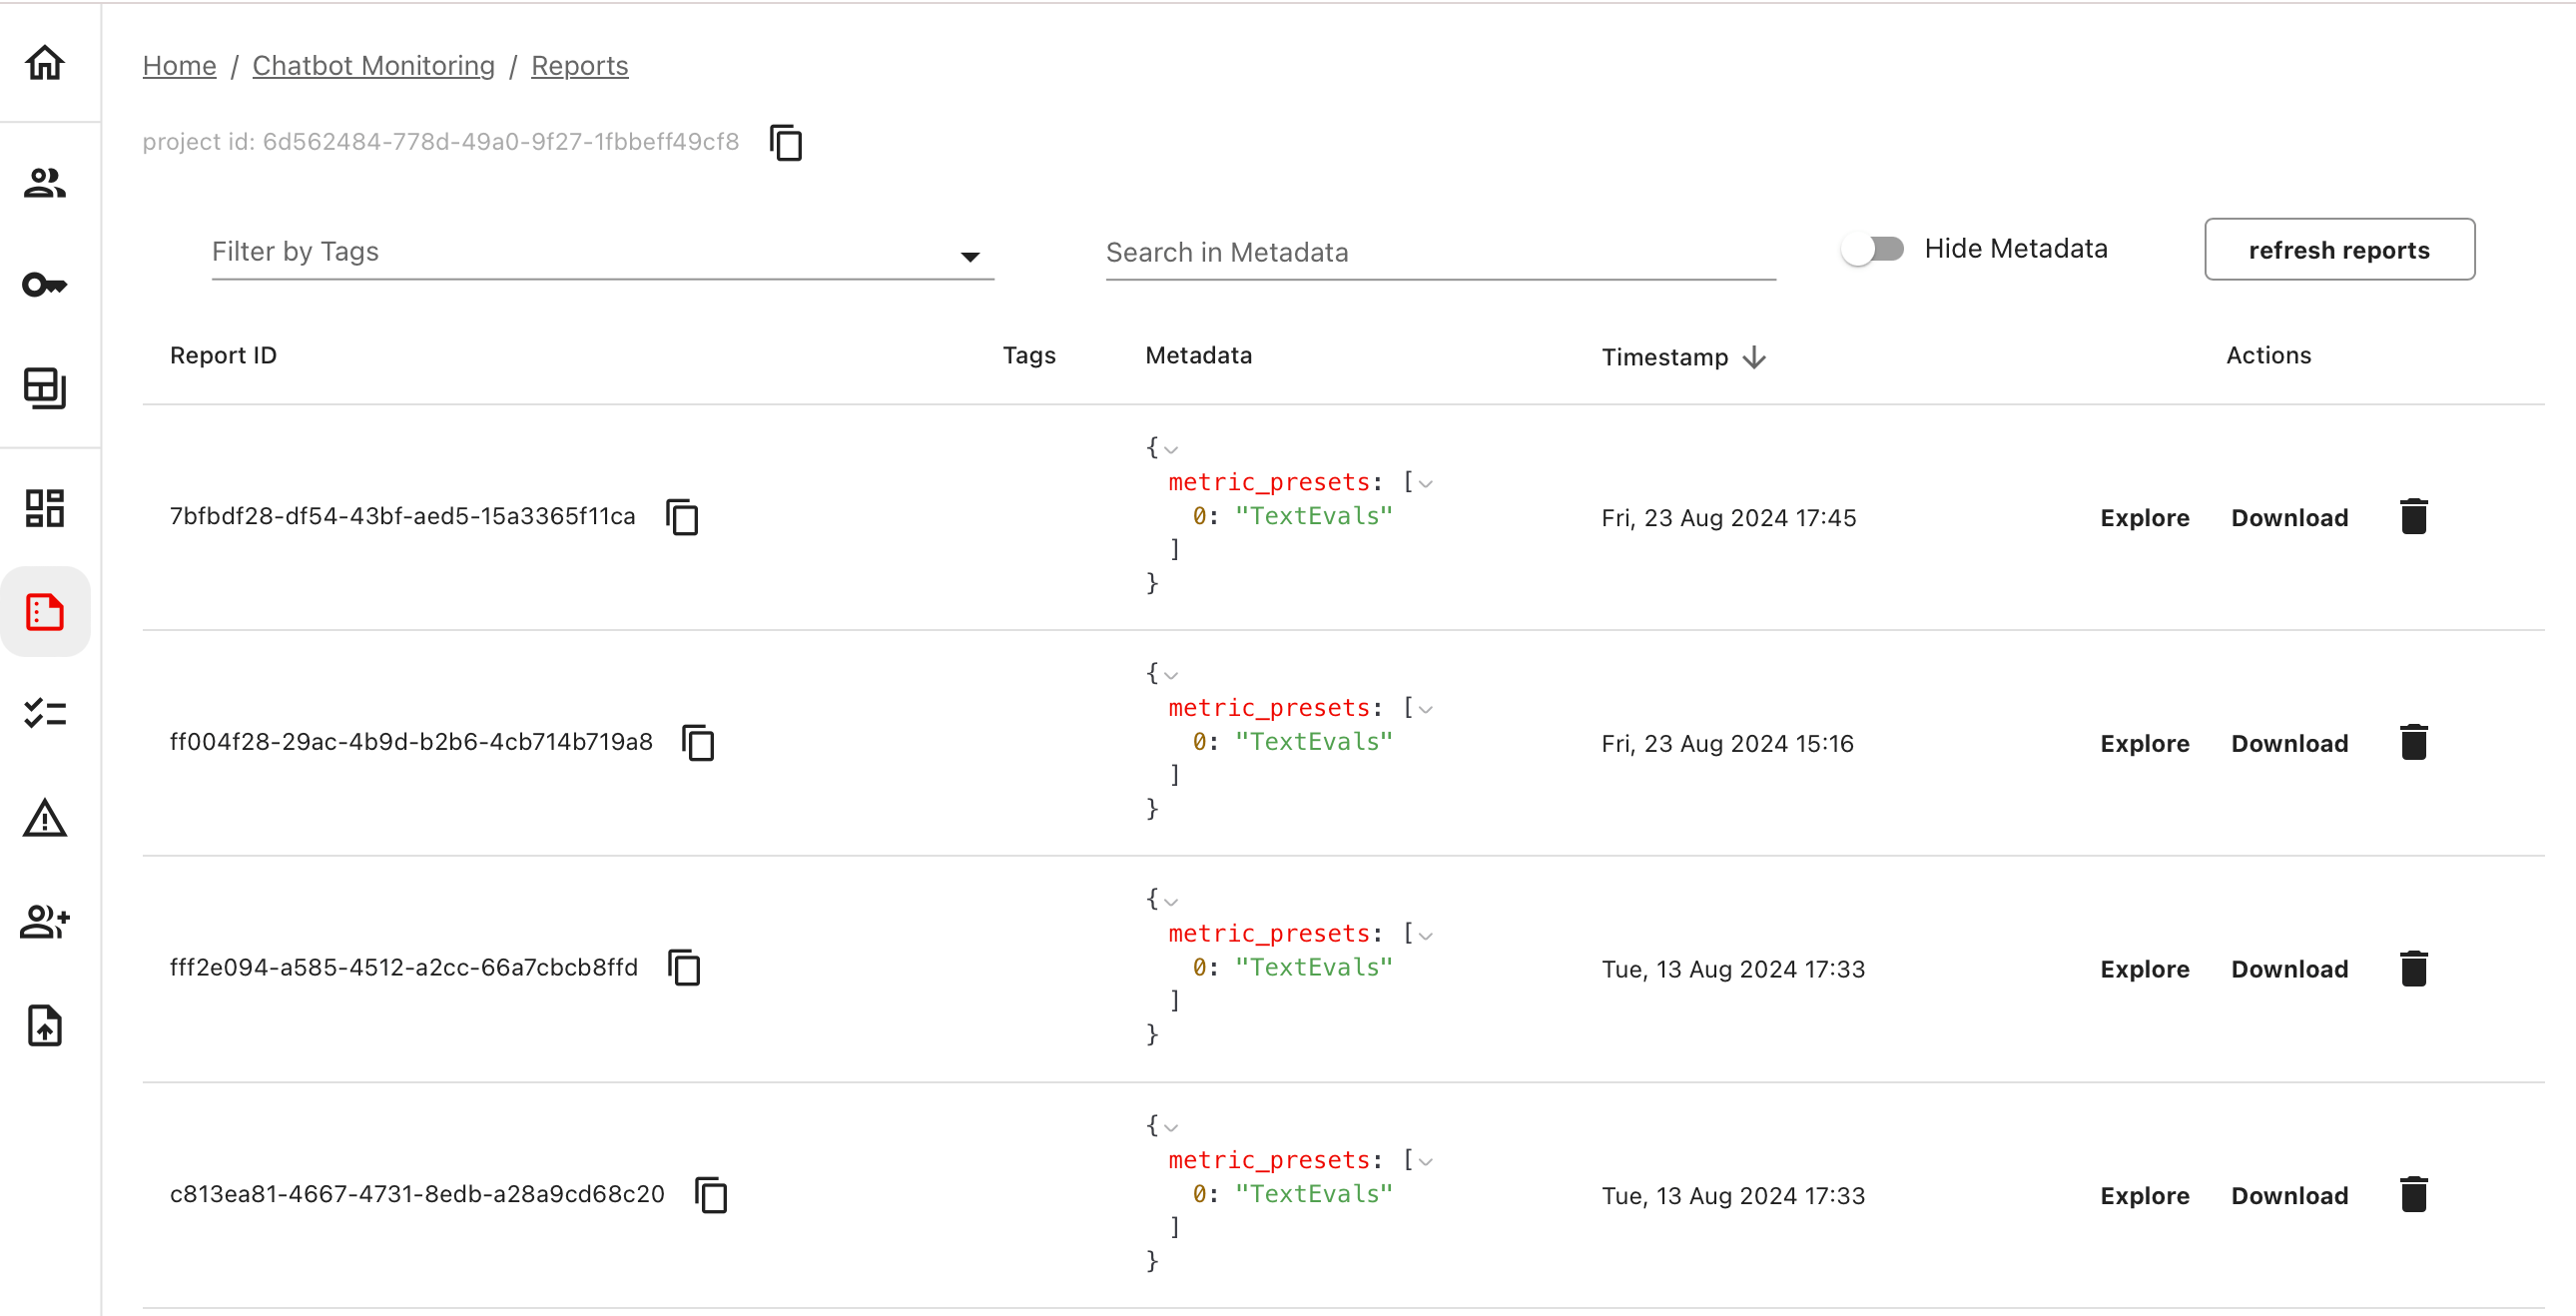 Home / Chatbot Monitoring / Reports
project id: 6d562484-778d-49a0-9f27-1fbbeff49cf8
Filter by Tags
Search in Metadata
Hide Metadata
refresh reports
Report ID Tags Metadata Timestamp Actions
{
metric_presets: [
7bfbdf28-df54-43bf-aed5-15a3365f11ca 0: "TextEvals" Fri, 23 Aug 2024 17:45 Explore Download
]
}
{
metric_presets: [
ff004f28-29ac-4b9d-b2b6-4cb714b719a8 0: "TextEvals" Fri, 23 Aug 2024 15:16 Explore Download
]
}
{
metric_presets: [
fff2e094-a585-4512-a2cc-66a7cbcb8ffd 0: "TextEvals" Tue, 13 Aug 2024 17:33 Explore Download
]
}
{
metric_presets: [
c813ea81-4667-4731-8edb-a28a9cd68c20 0: "TextEvals" Tue, 13 Aug 2024 17:33 Explore Download
]
}